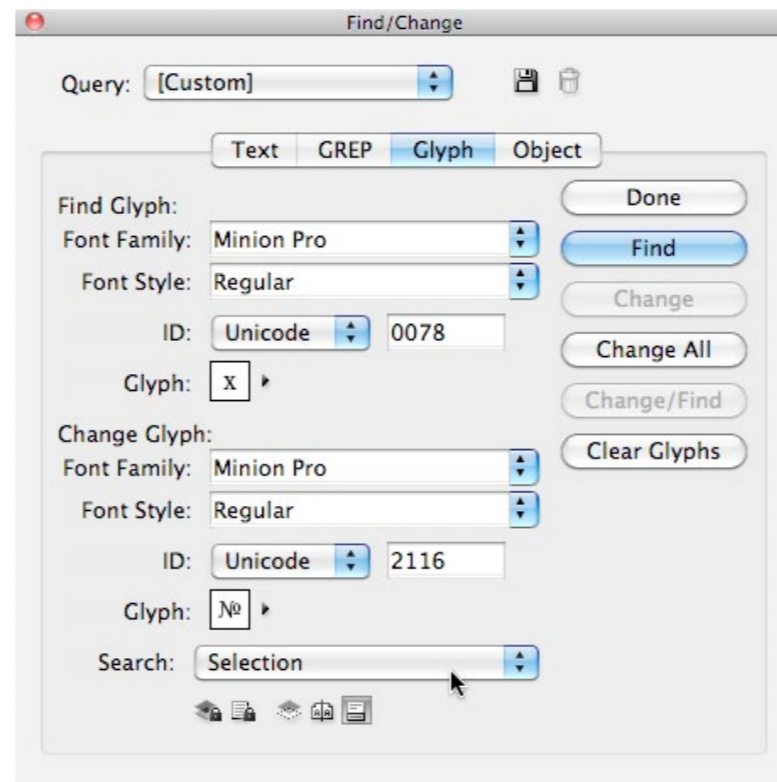 Find/Change
Query: [Custom]
Text GREP Glyph Object
Find Glyph:
Font Family: Minion Pro
Font Style: Regular
ID: Unicode 0078
Glyph: x
Change Glyph:
Font Family: Minion Pro
Font Style: Regular
ID: Unicode 2116
Glyph: №
Search: Selection
Done
Find
Change
Change All
Change/Find
Clear Glyphs